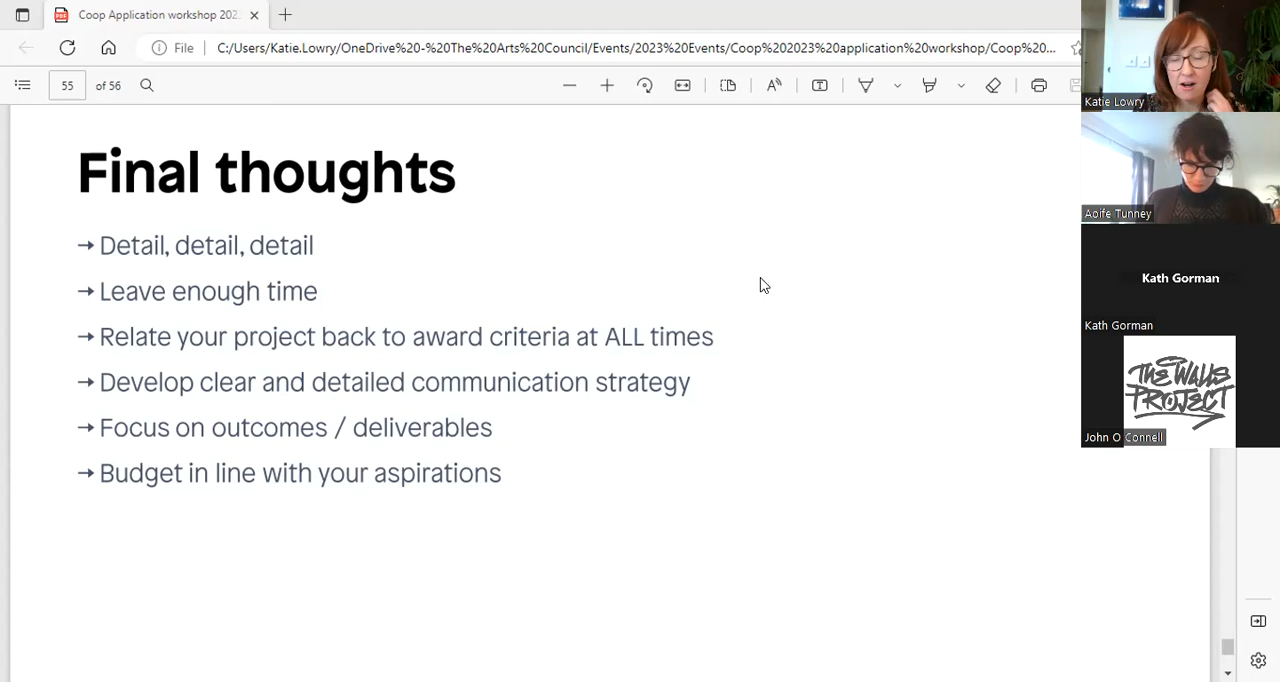 Coop Application workshop 202
File
C:/Users/Katie.Lowry/OneDrive%20-%20The%20Arts%20Council/Events/2023%20Events/Coop%202023%20application%20workshop/Coop%20...
55 of 56
Final thoughts
→ Detail, detail, detail
→ Leave enough time
→ Relate your project back to award criteria at ALL times
→ Develop clear and detailed communication strategy
→ Focus on outcomes / deliverables
→ Budget in line with your aspirations
Katie Lowry
Aoife Tunney
Kath Gorman
Kath Gorman
THE WALLS
PROJECT
John O Connell